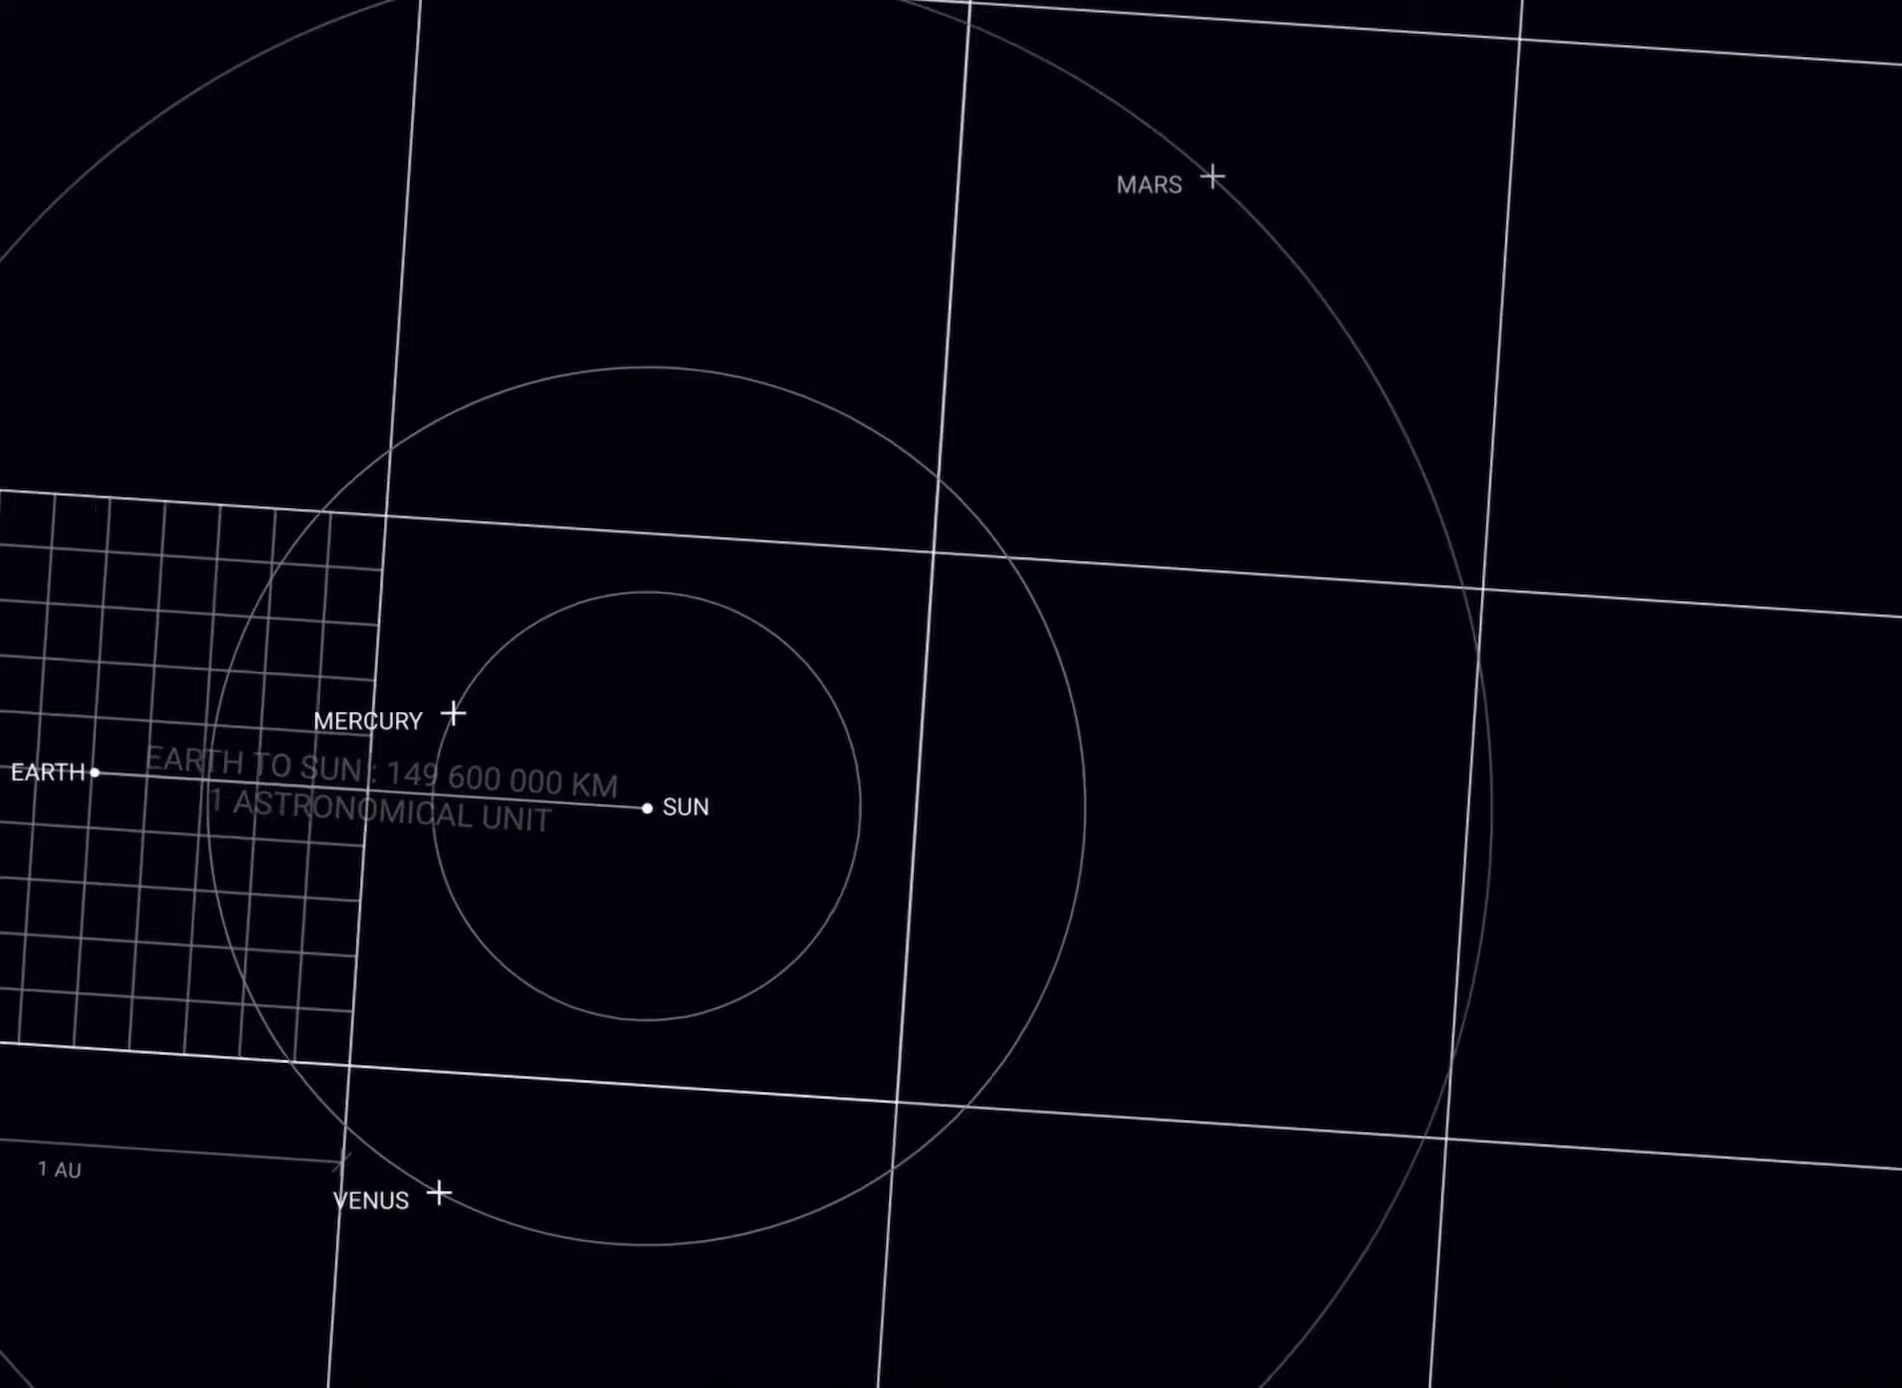 MARS
MERCURY
EARTH TO SUN : 149 600 000 KM
EARTH
1 ASTRONOMICAL UNIT
SUN
1 AU
VENUS